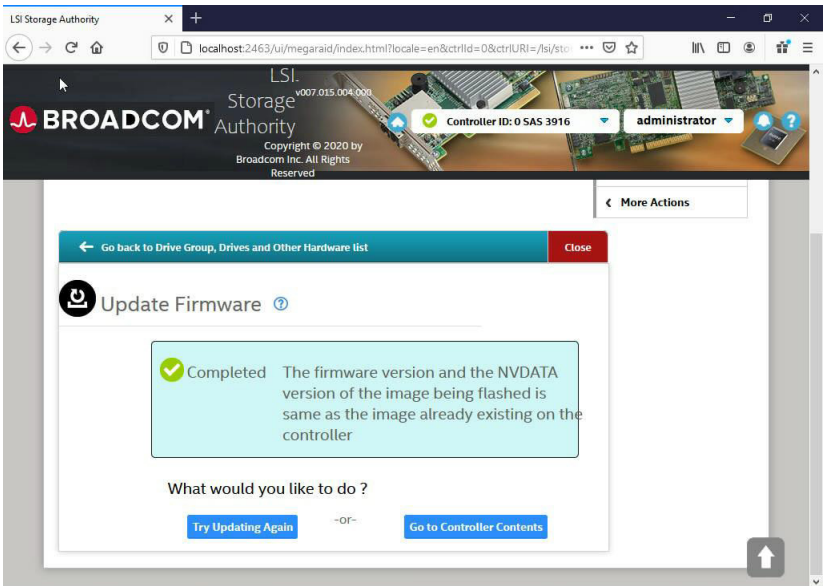 LSI Storage Authority
localhost:2463/ui/megaraid/index.html?locale=en&ctrlId=0&ctrlURI=/lsi/sto
BROADCOM®
LSI
Storage
Authority
v007.015.004.000
Copyright © 2020 by
Broadcom Inc. All Rights
Reserved
Controller ID: 0 SAS 3916
administrator
More Actions
Go back to Drive Group, Drives and Other Hardware list
Close
Update Firmware
Completed
The firmware version and the NVDATA
version of the image being flashed is
same as the image already existing on the
controller
What would you like to do ?
Try Updating Again
-or-
Go to Controller Contents